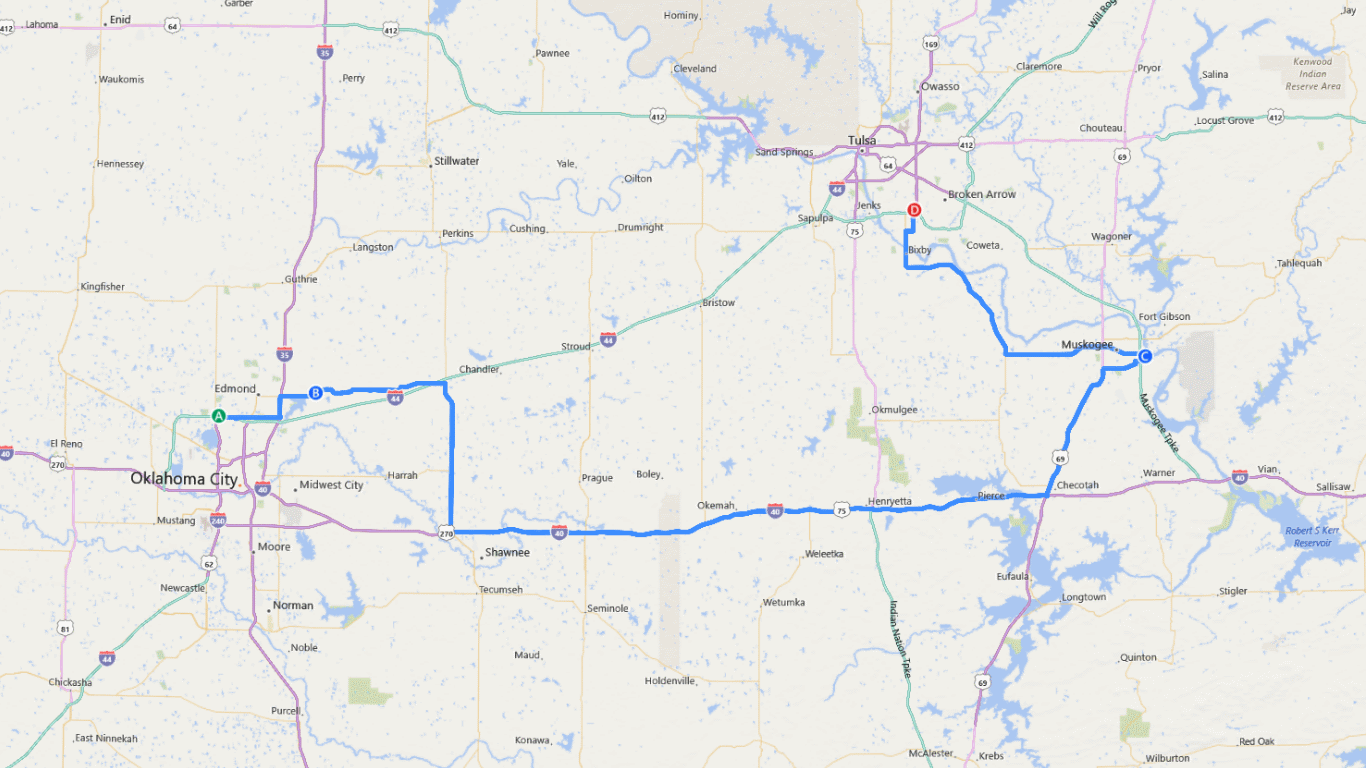 Garber
Hominy
Jay
Lahoma
412
Enid
64
412
Will Rog
169
35
Pawnee
Cleveland
Claremore
Pryor
Salina
Kenwood
Indian
Reserve Area
Waukomis
Perry
Owasso
412
Locust Grove
412
Chouteau
Tulsa
412
Sand Springs
69
Hennessey
Stillwater
Yale
64
Oilton
44
Broken Arrow
Jenks
D
Sapulpa
Cushing
Drumright
75
Perkins
Langston
Wagoner
Bixby
Coweta
Tahlequah
Guthrie
Kingfisher
Bristow
Fort Gibson
Stroud
44
Muskogee
C
35
Chandler
Edmond
B
44
A
Okmulgee
Muskogee Tpke
El Reno
40
270
Oklahoma City
Harrah
Midwest City
40
Prague
Boley
69
Warner
Vian
40
Sallisaw
Checotah
Pierce
Henryetta
Okemah
40
75
Mustang
240
270
40
Robert S Kerr
Reservoir
Moore
Shawnee
Weleetka
62
Eufaula
Newcastle
Tecumseh
Longtown
Stigler
Norman
Seminole
Wetumka
81
Indian Nation Tpke
Noble
Maud
Quinton
44
Chickasha
Holdenville
69
Purcell
East Ninnekah
Konawa
McAlester
Krebs
Red Oak
Wilburton